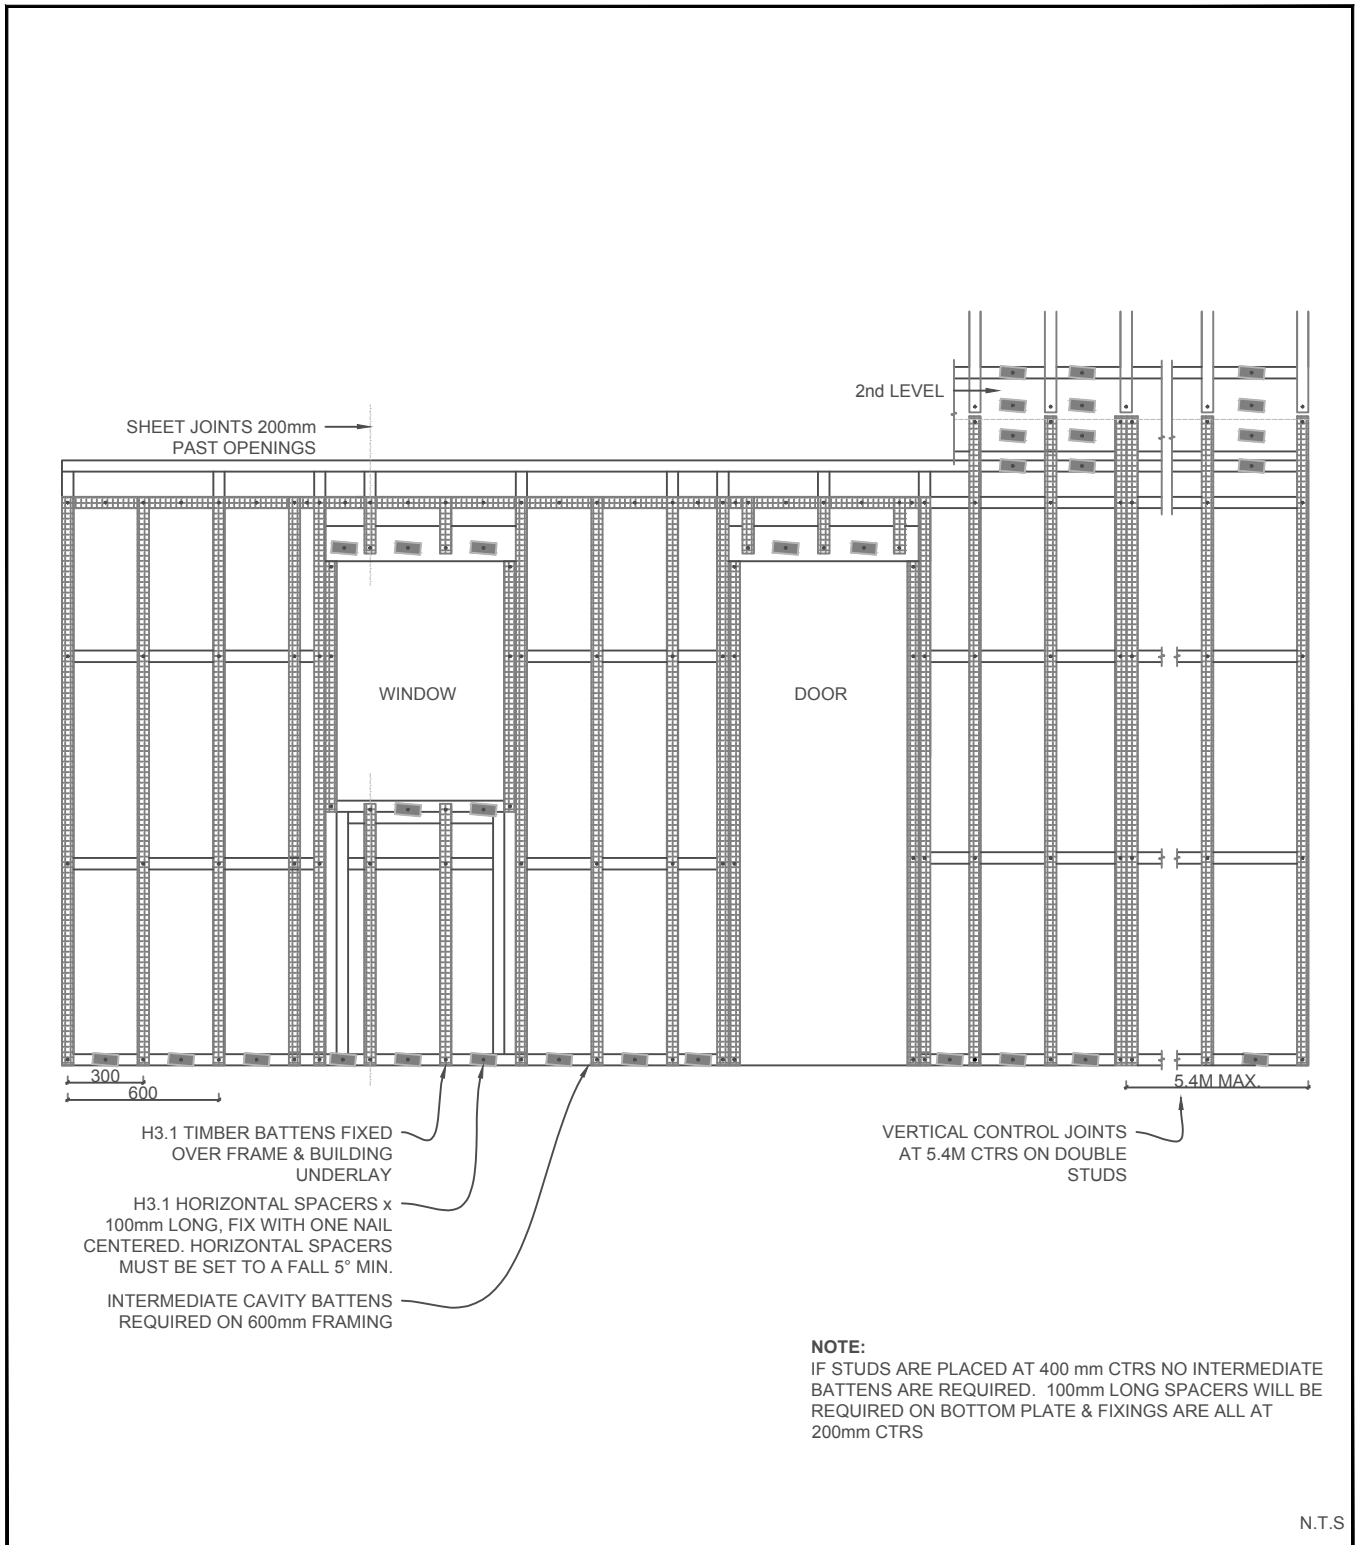 2nd LEVEL
SHEET JOINTS 200mm
PAST OPENINGS
WINDOW
DOOR
300
600
5.4M MAX.
H3.1 TIMBER BATTENS FIXED
OVER FRAME & BUILDING
UNDERLAY
VERTICAL CONTROL JOINTS
AT 5.4M CTRS ON DOUBLE
STUDS
H3.1 HORIZONTAL SPACERS x
100mm LONG, FIX WITH ONE NAIL
CENTERED. HORIZONTAL SPACERS
MUST BE SET TO A FALL 5° MIN.
INTERMEDIATE CAVITY BATTENS
REQUIRED ON 600mm FRAMING
NOTE:
IF STUDS ARE PLACED AT 400 mm CTRS NO INTERMEDIATE
BATTENS ARE REQUIRED. 100mm LONG SPACERS WILL BE
REQUIRED ON BOTTOM PLATE & FIXINGS ARE ALL AT
200mm CTRS
N.T.S